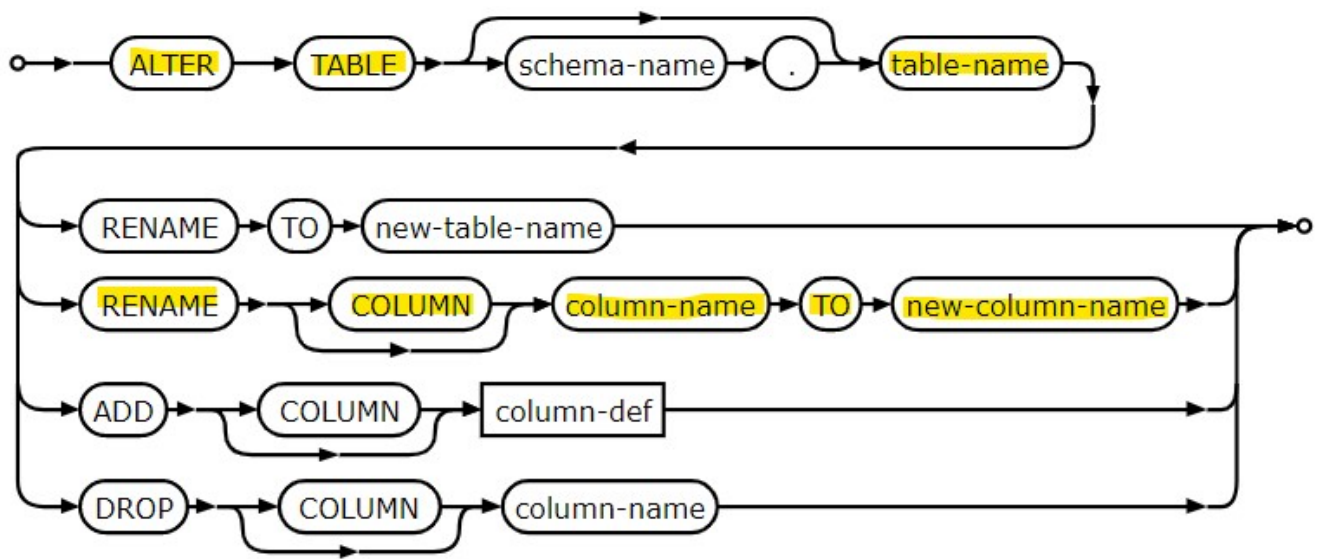 ALTER TABLE schema-name . table-name
RENAME TO new-table-name
RENAME COLUMN column-name TO new-column-name
ADD COLUMN column-def
DROP COLUMN column-name